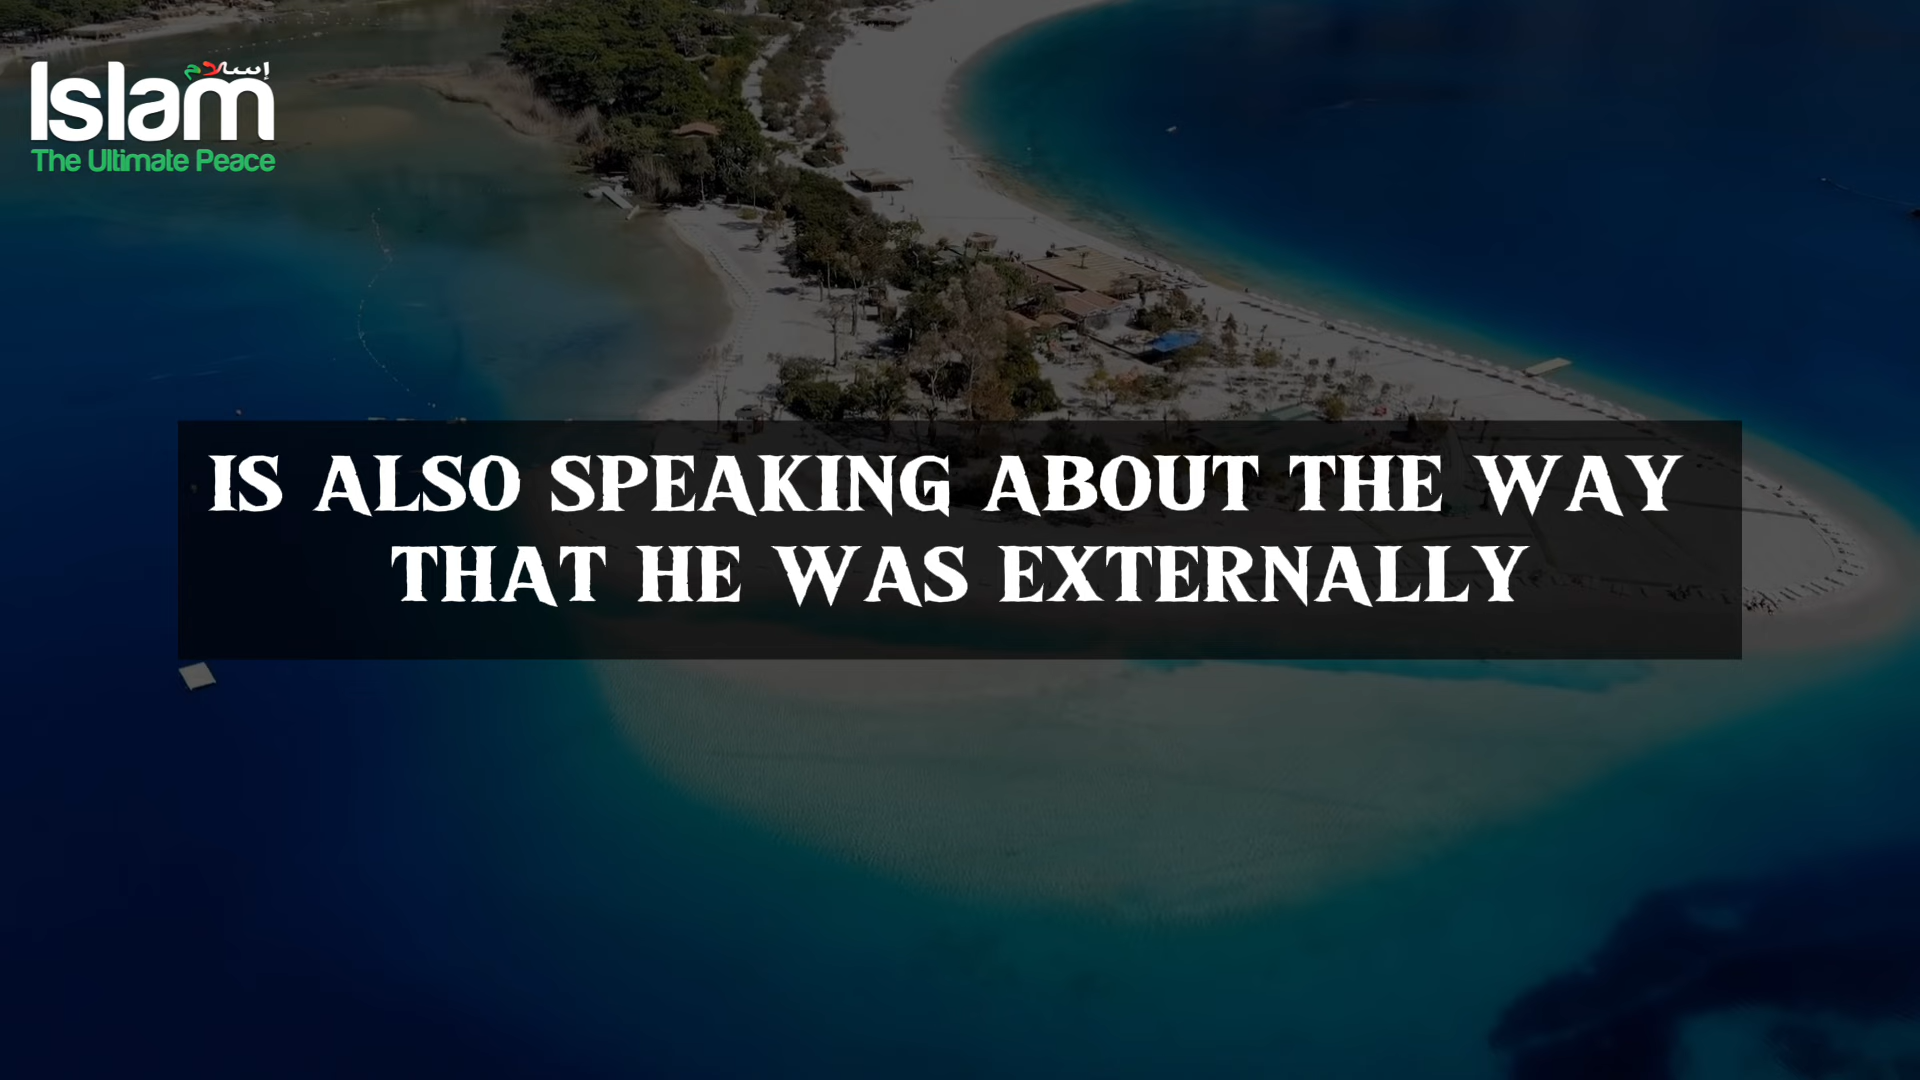 إسلام
Islam
The Ultimate Peace
IS ALSO SPEAKING ABOUT THE WAY
THAT HE WAS EXTERNALLY